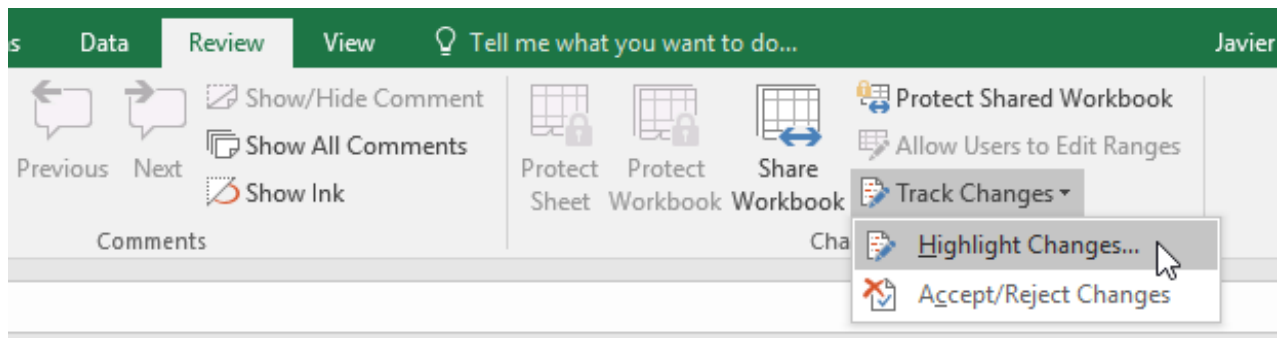 s Data Review View Tell me what you want to do... Javier
Show/Hide Comment
Show All Comments
Show Ink
Previous Next
Comments
Protect Sheet
Protect Workbook
Share Workbook
Protect Shared Workbook
Allow Users to Edit Ranges
Track Changes
Cha
Highlight Changes...
Accept/Reject Changes